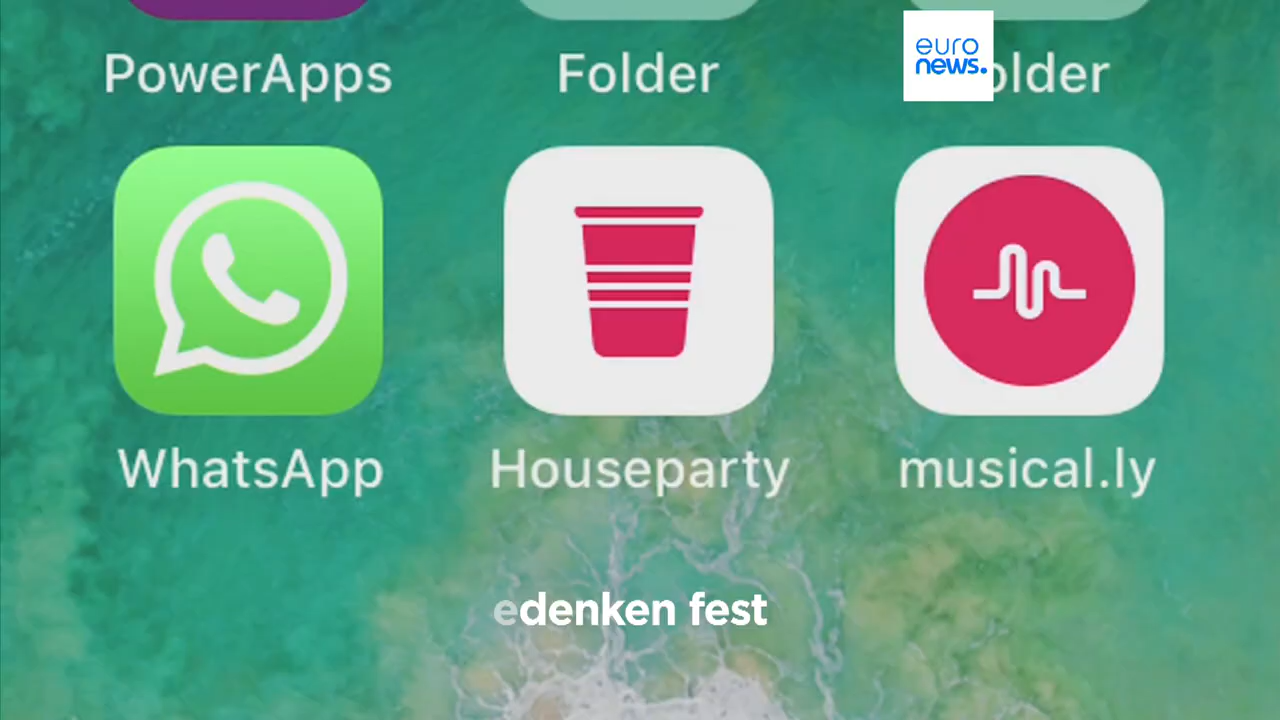 PowerApps Folder older
euro
news.
WhatsApp Houseparty musical.ly
edenken fest